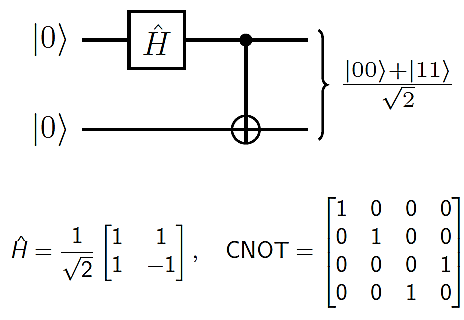 |0⟩ Ĥ
|0⟩
|00⟩+|11⟩
√2
Ĥ = 1/√2 [1 1; 1 −1], CNOT = [1 0 0 0; 0 1 0 0; 0 0 0 1; 0 0 1 0]